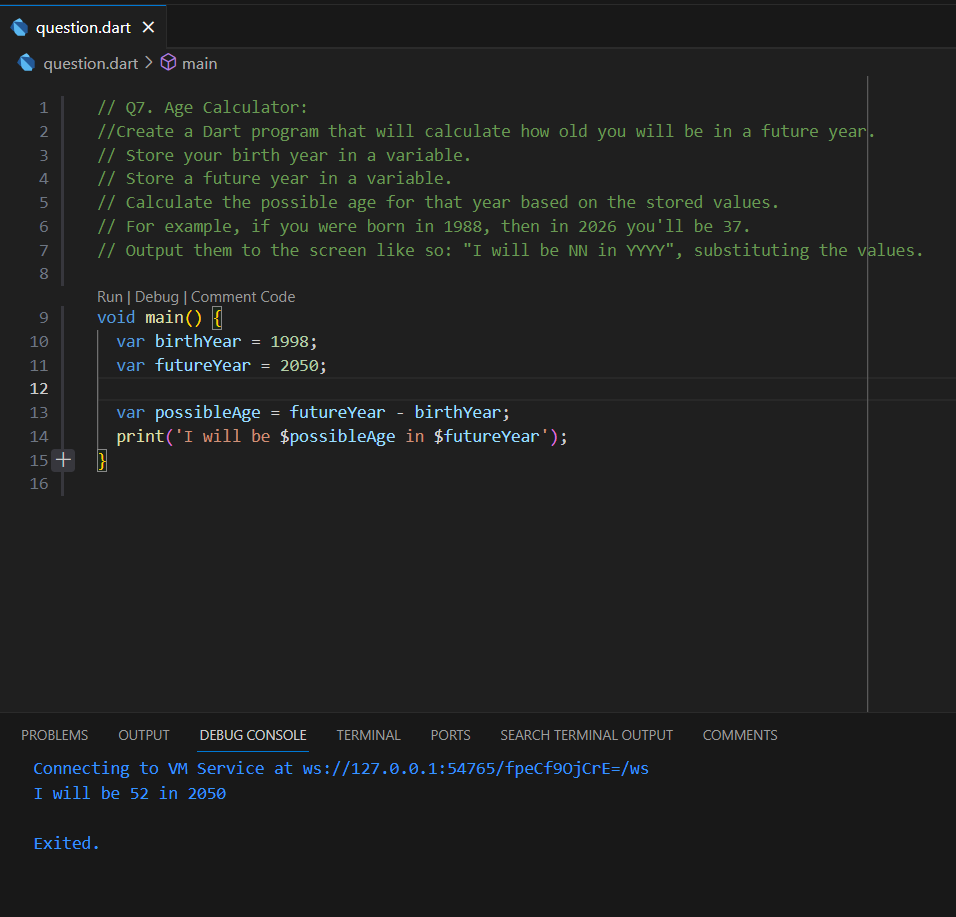 question.dart
question.dart > main
1 // Q7. Age Calculator:
2 //Create a Dart program that will calculate how old you will be in a future year.
3 // Store your birth year in a variable.
4 // Store a future year in a variable.
5 // Calculate the possible age for that year based on the stored values.
6 // For example, if you were born in 1988, then in 2026 you'll be 37.
7 // Output them to the screen like so: "I will be NN in YYYY", substituting the values.
8
Run | Debug | Comment Code
9 void main() {
10 var birthYear = 1998;
11 var futureYear = 2050;
12
13 var possibleAge = futureYear - birthYear;
14 print('I will be $possibleAge in $futureYear');
15 }
16
PROBLEMS OUTPUT DEBUG CONSOLE TERMINAL PORTS SEARCH TERMINAL OUTPUT COMMENTS
Connecting to VM Service at ws://127.0.0.1:54765/fpeCf9OjCrE=/ws
I will be 52 in 2050
Exited.